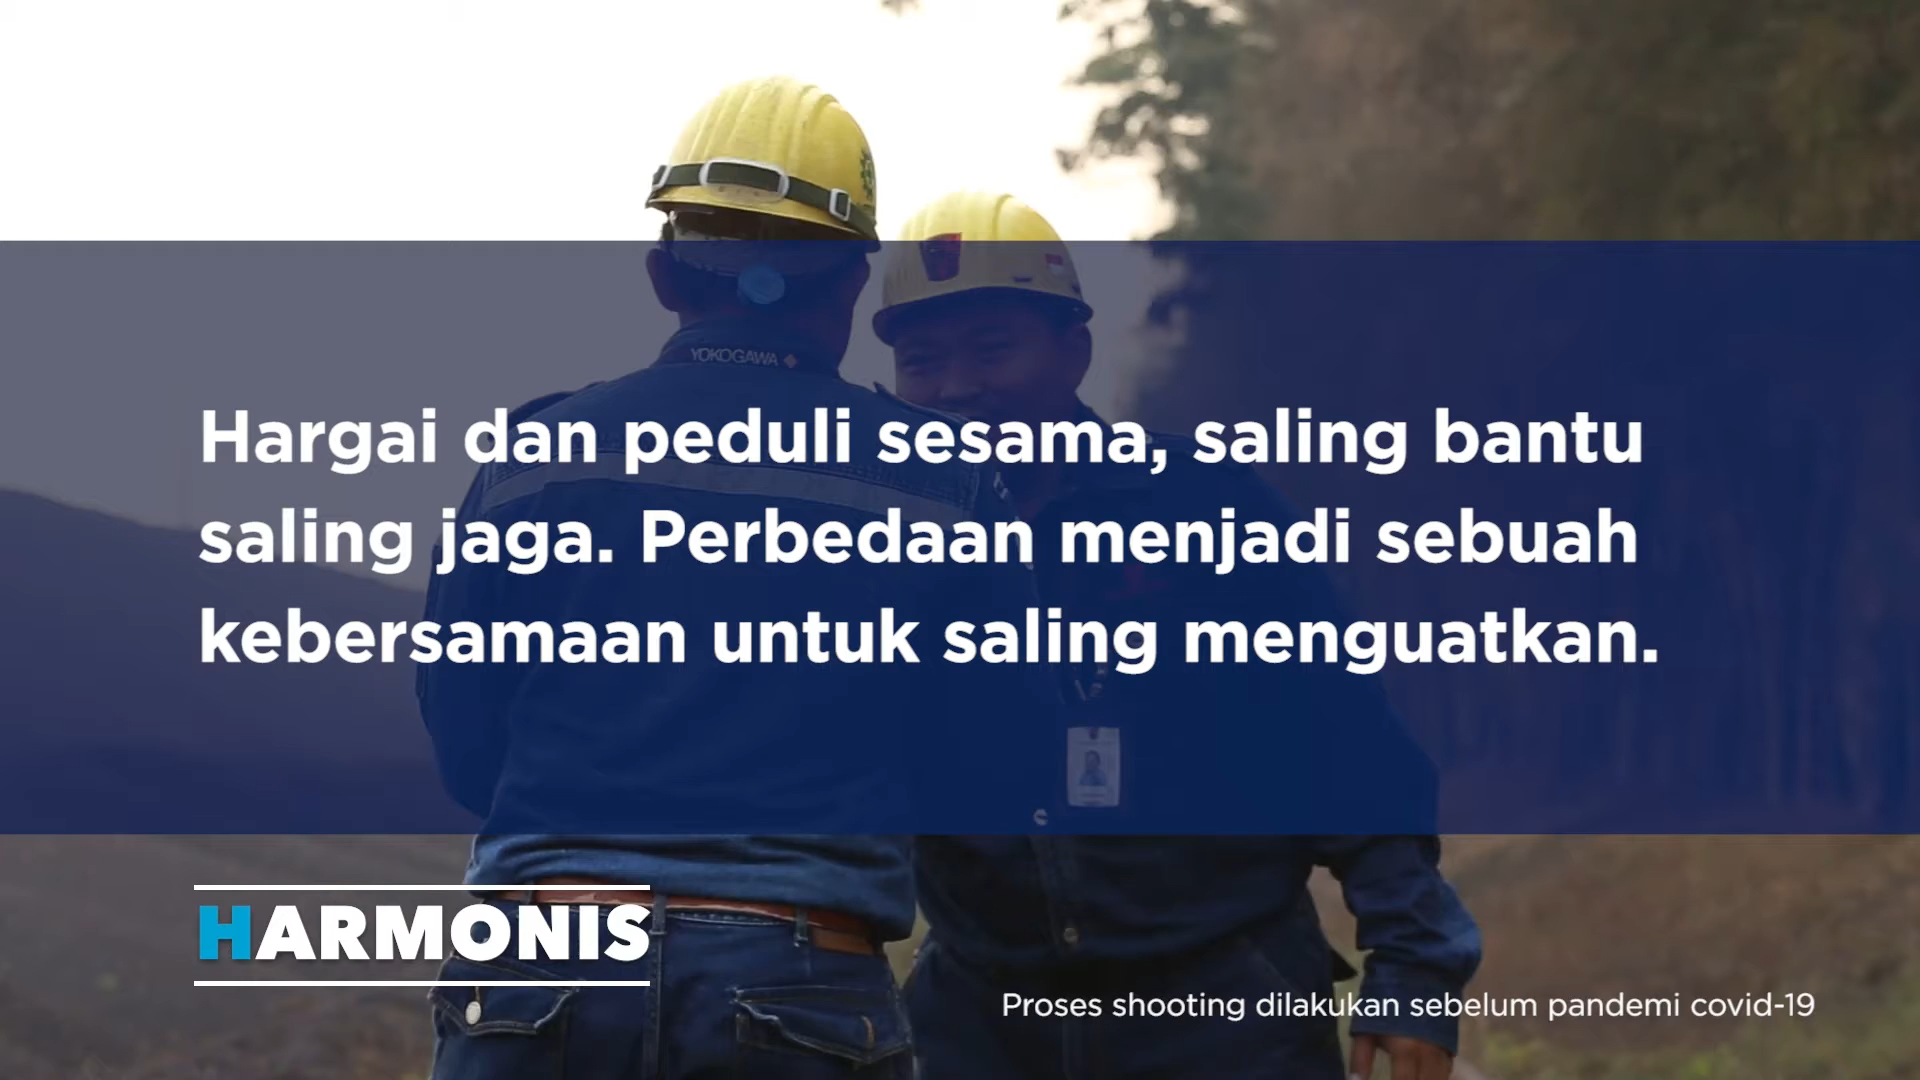 YOKOGAWA
Hargai dan peduli sesama, saling bantu
saling jaga. Perbedaan menjadi sebuah
kebersamaan untuk saling menguatkan.
HARMONIS
Proses shooting dilakukan sebelum pandemi covid-19